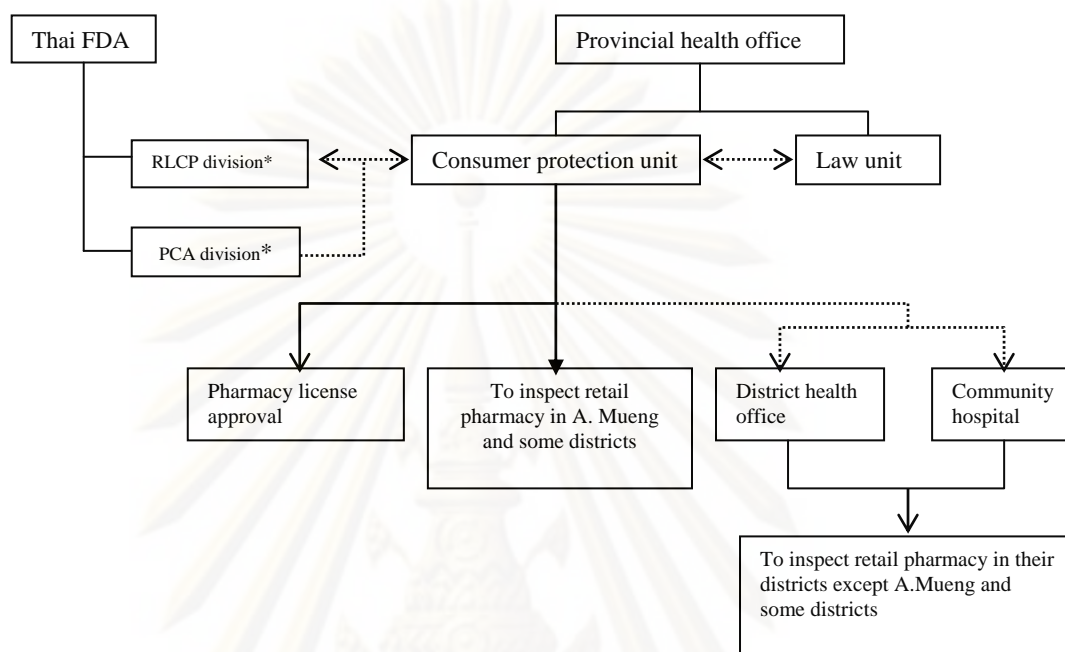 Thai FDA
Provincial health office
RLCP division*
Consumer protection unit
Law unit
PCA division*
Pharmacy license
approval
To inspect retail
pharmacy in A. Mueng
and some districts
District health
office
Community
hospital
To inspect retail pharmacy in their
districts except A.Mueng and
some districts